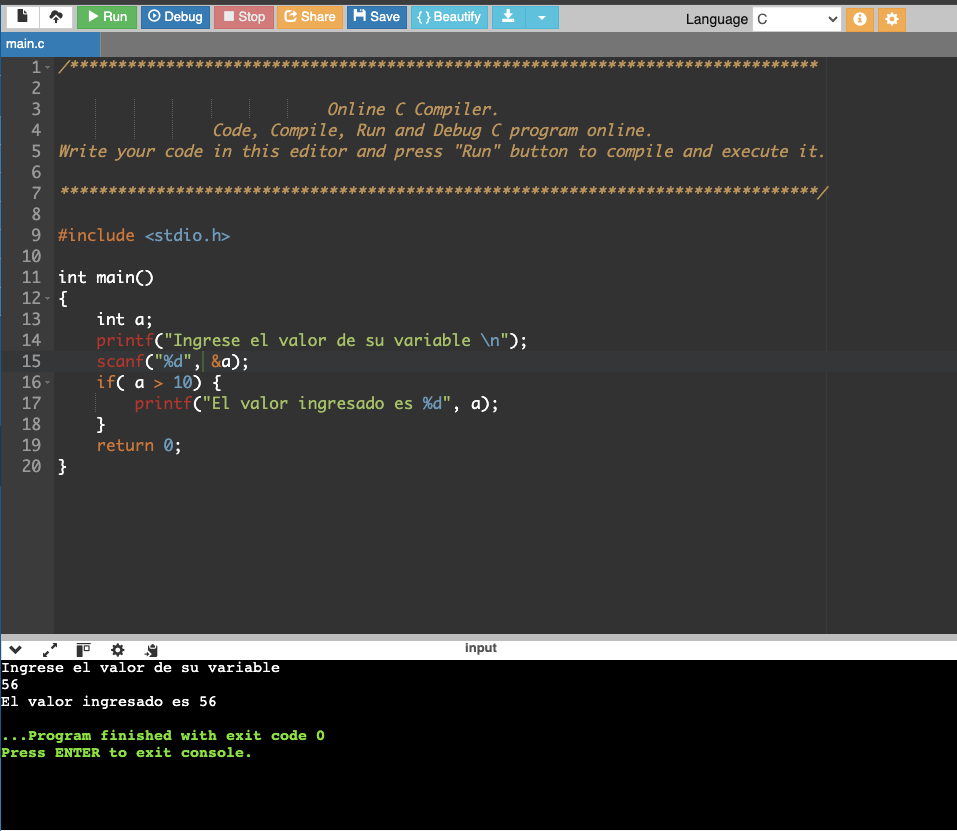 Run Debug Stop Share Save { } Beautify Language C
main.c
1 /******************************************************************************
2
3 Online C Compiler.
4 Code, Compile, Run and Debug C program online.
5 Write your code in this editor and press "Run" button to compile and execute it.
6
7 *******************************************************************************/
8
9 #include <stdio.h>
10
11 int main()
12 {
13 int a;
14 printf("Ingrese el valor de su variable \n");
15 scanf("%d", &a);
16 if( a > 10) {
17 printf("El valor ingresado es %d", a);
18 }
19 return 0;
20 }
input
Ingrese el valor de su variable
56
El valor ingresado es 56
...Program finished with exit code 0
Press ENTER to exit console.